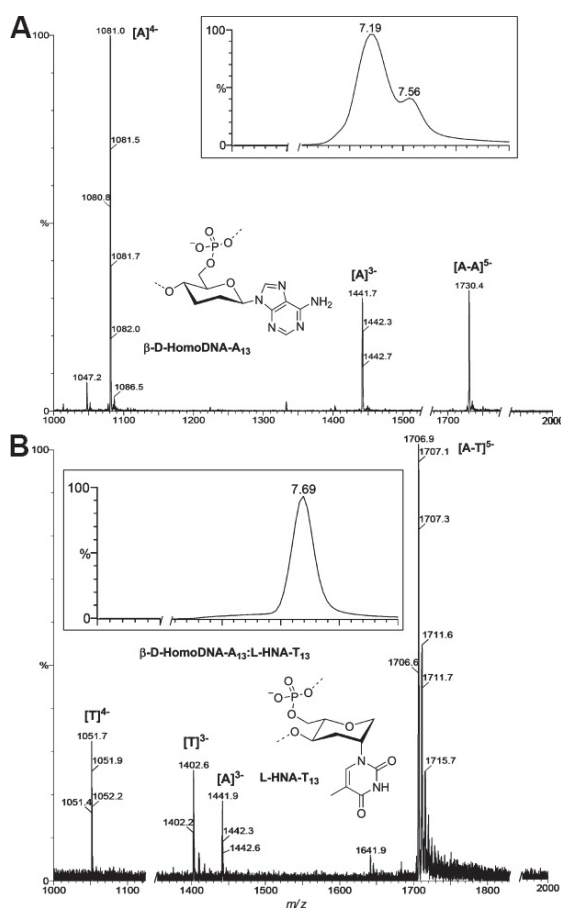 A
100
%
1081.0
[A]4-
1081.5
1080.8
1081.7
1082.0
1047.2
1086.5
100
%
0
7.19
7.56
O
-O-P-O
O
O
O
N
N
N
N
NH2
β-D-HomoDNA-A13
[A]3-
1441.7
1442.3
1442.7
[A-A]5-
1730.4
1000 1100 1200 1300 1400 1500 1700 2000
B
100
%
0
100
%
0
7.69
1706.9
1707.1
[A-T]5-
1707.3
1706.6
1711.6
1711.7
1715.7
β-D-HomoDNA-A13:L-HNA-T13
O
-O-P-O
O
O
O
N
O
NH
O
L-HNA-T13
[T]4-
1051.7
1051.9
1051.4
1052.2
[T]3-
1402.6
1402.2
[A]3-
1441.9
1442.3
1442.6
1641.9
1000 1100 1400 1500 1600 1700 1800 2000
m/z